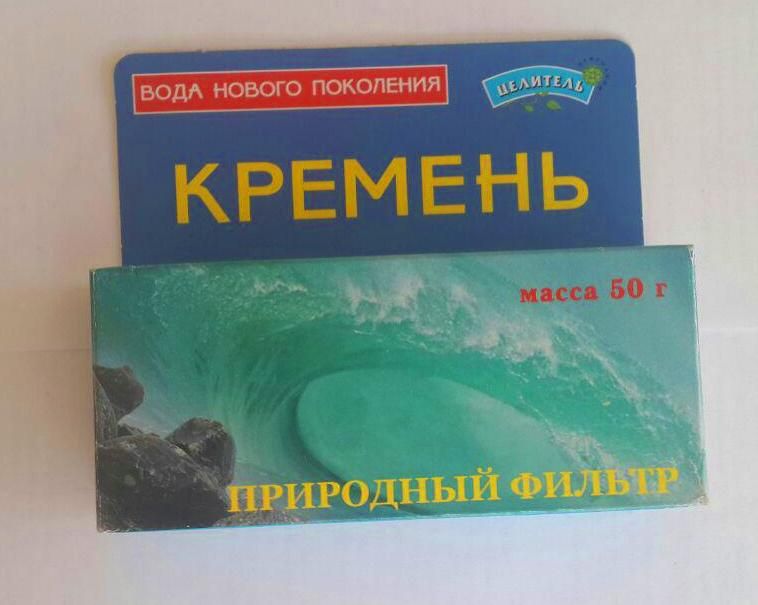 ВОДА НОВОГО ПОКОЛЕНИЯ
ЦЕЛИТЕЛЬ
КРЕМЕНЬ
масса 50 г
ПРИРОДНЫЙ ФИЛЬТР